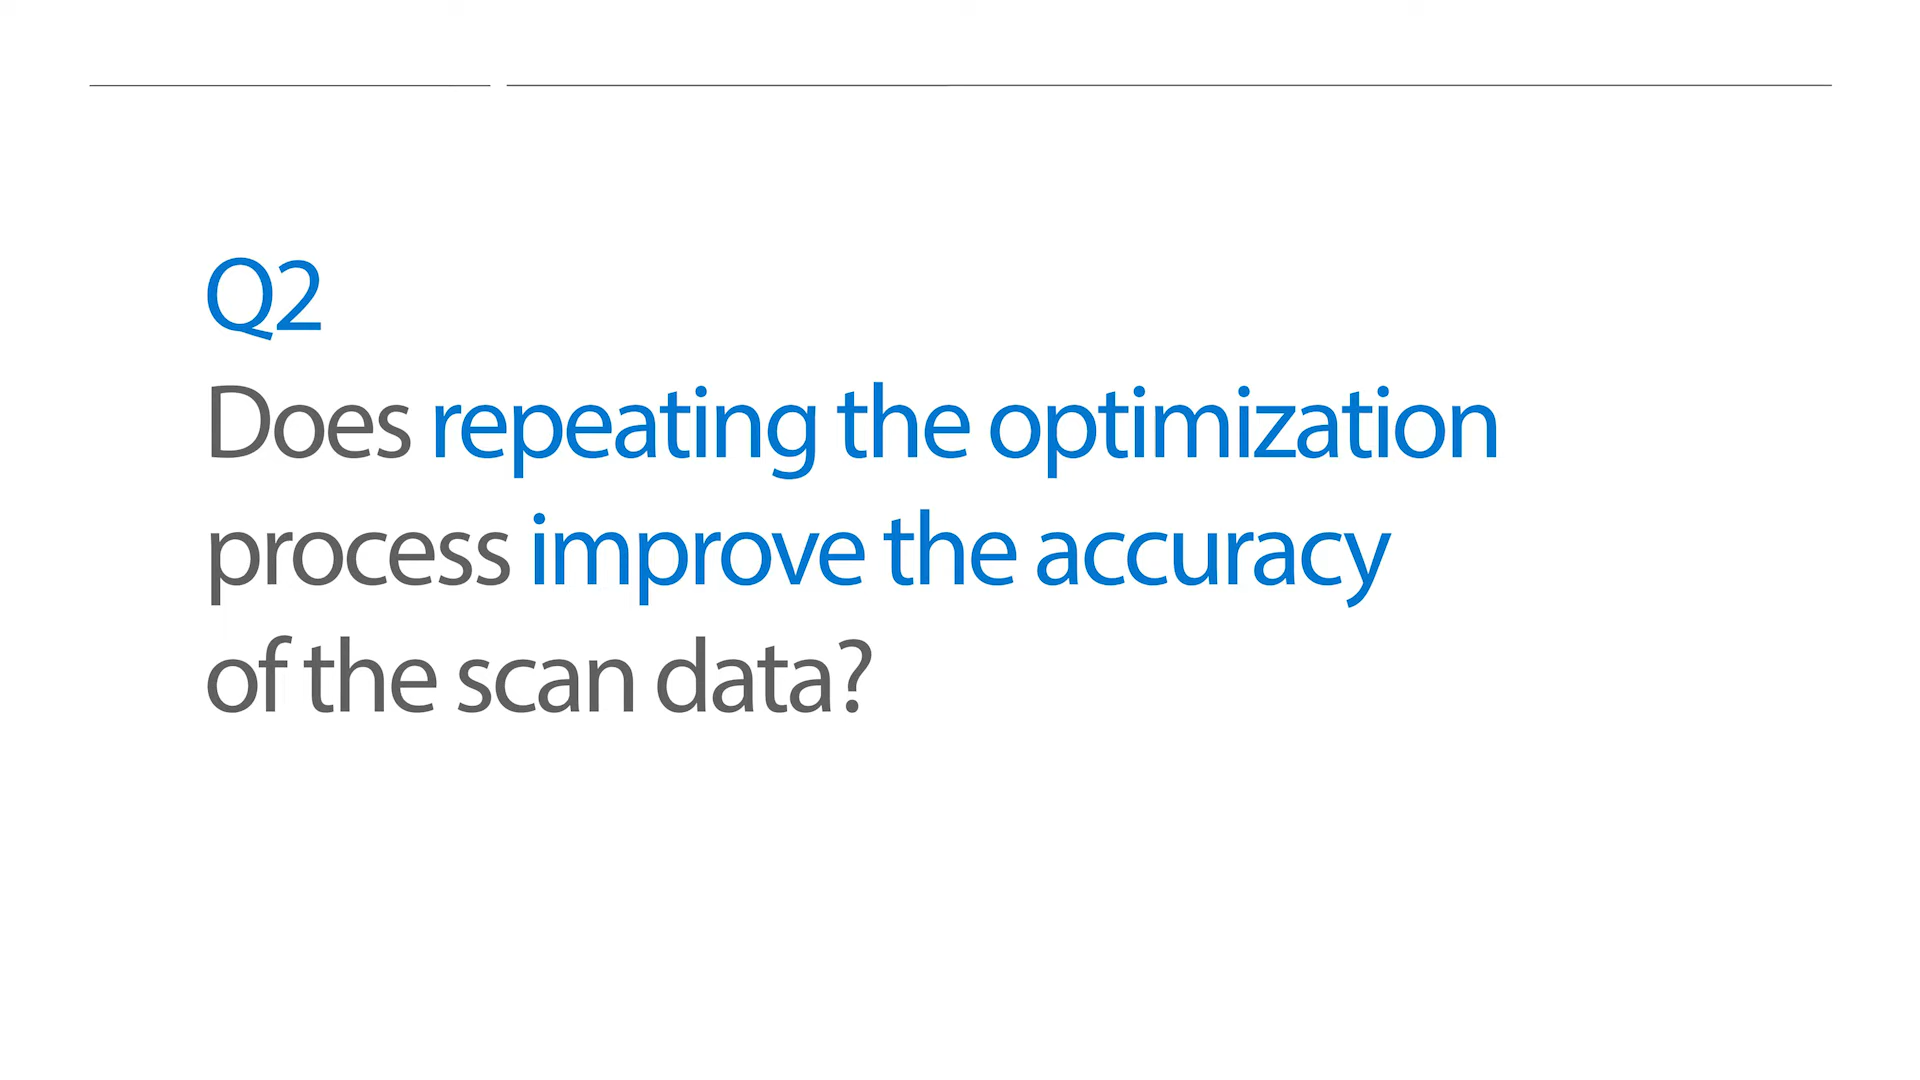 Q2
Does repeating the optimization
process improve the accuracy
of the scan data?